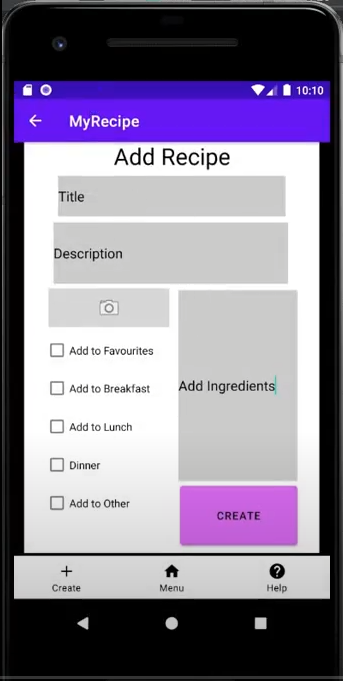 10:10
MyRecipe
Add Recipe
Title
Description
Add to Favourites
Add to Breakfast
Add Ingredients
Add to Lunch
Dinner
Add to Other
CREATE
Create
Menu
Help